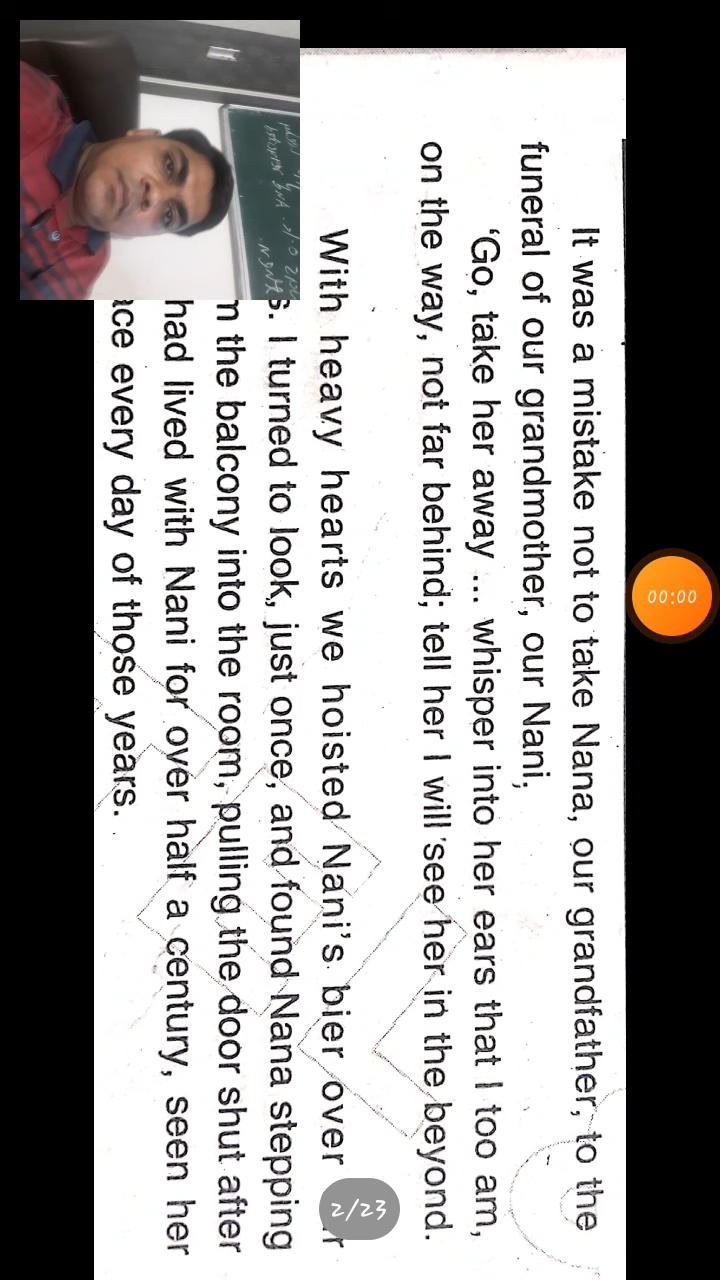 It was a mistake not to take Nana, our grandfather, to the
funeral of our grandmother, our Nani,
'Go, take her away ... whisper into her ears that I too am,
on the way, not far behind; tell her I will 'see her in the beyond.
With heavy hearts we hoisted Nani's bier over
s. I turned to look, just once, and found Nana stepping
the balcony into the room, pulling the door shut after
had lived with Nani for over half a century, seen her
every day of those years.
00:00
2/23